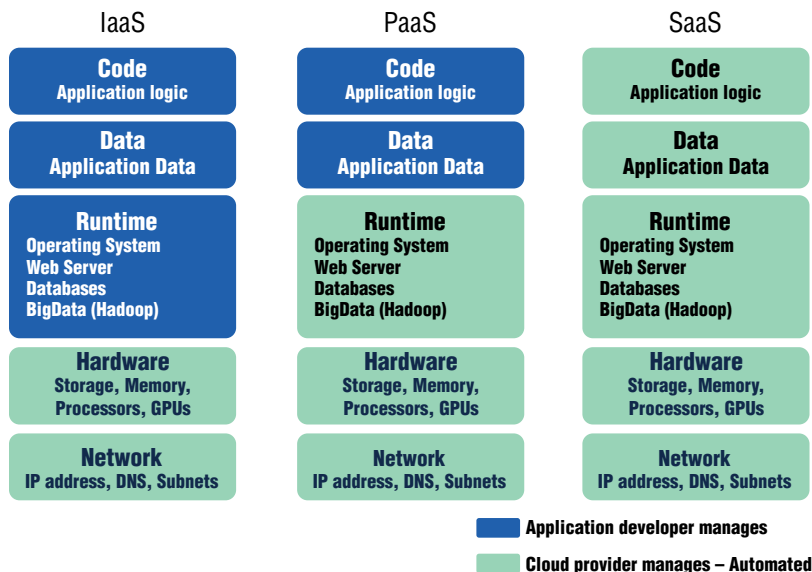 IaaS
Code
Application logic
Data
Application Data
Runtime
Operating System
Web Server
Databases
BigData (Hadoop)
Hardware
Storage, Memory,
Processors, GPUs
Network
IP address, DNS, Subnets
PaaS
Code
Application logic
Data
Application Data
Runtime
Operating System
Web Server
Databases
BigData (Hadoop)
Hardware
Storage, Memory,
Processors, GPUs
Network
IP address, DNS, Subnets
SaaS
Code
Application logic
Data
Application Data
Runtime
Operating System
Web Server
Databases
BigData (Hadoop)
Hardware
Storage, Memory,
Processors, GPUs
Network
IP address, DNS, Subnets
Application developer manages
Cloud provider manages – Automated